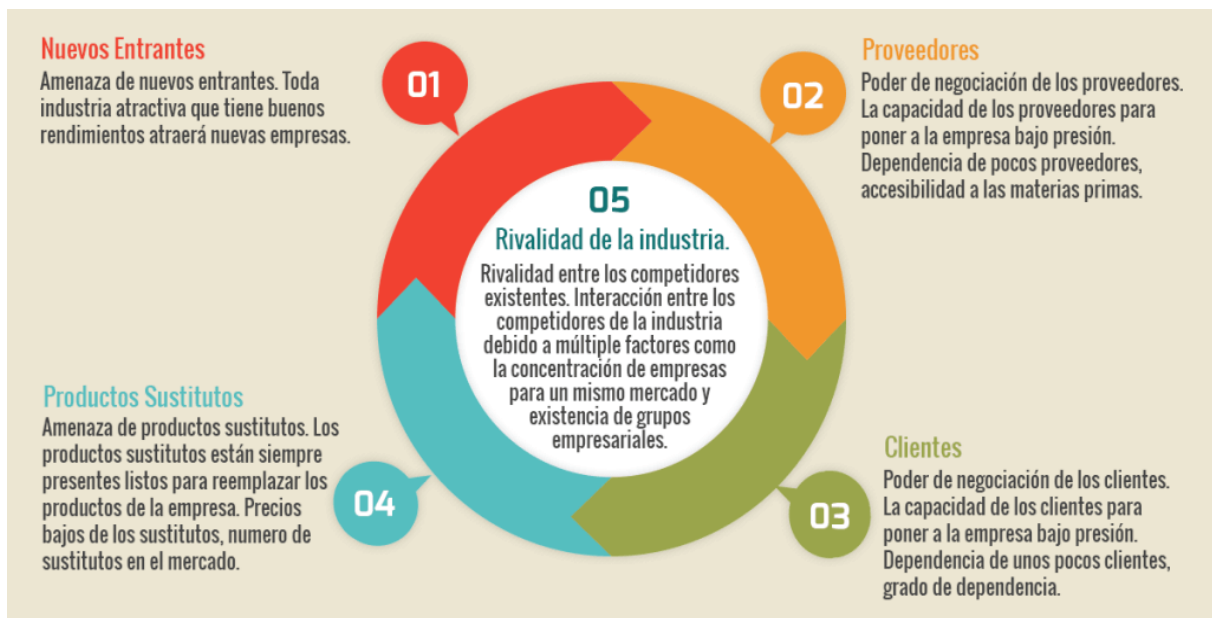 Nuevos Entrantes
Amenaza de nuevos entrantes. Toda
industria atractiva que tiene buenos
rendimientos atraerá nuevas empresas.
01
02
Proveedores
Poder de negociación de los proveedores.
La capacidad de los proveedores para
poner a la empresa bajo presión.
Dependencia de pocos proveedores,
accesibilidad a las materias primas.
05
Rivalidad de la industria.
Rivalidad entre los competidores
existentes. Interacción entre los
competidores de la industria
debido a múltiple factores como
la concentración de empresas
para un mismo mercado y
existencia de grupos
empresariales.
Productos Sustitutos
Amenaza de productos sustitutos. Los
productos sustitutos están siempre
presentes listos para reemplazar los
productos de la empresa. Precios
bajos de los sustitutos, numero de
sustitutos en el mercado.
04
03
Clientes
Poder de negociación de los clientes.
La capacidad de los clientes para
poner a la empresa bajo presión.
Dependencia de unos pocos clientes,
grado de dependencia.